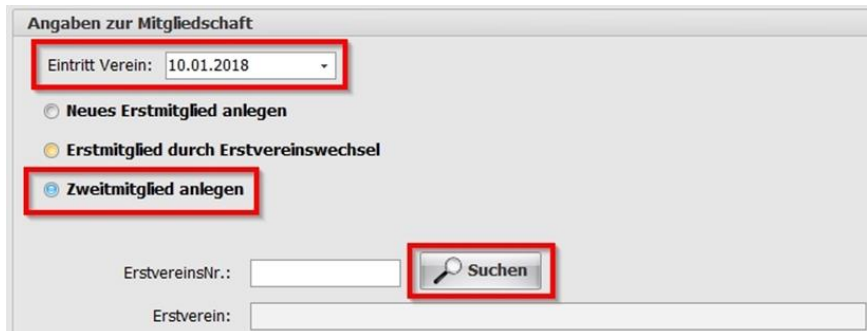 Angaben zur Mitgliedschaft
Eintritt Verein: 10.01.2018
Neues Erstmitglied anlegen
Erstmitglied durch Erstvereinswechsel
Zweitmitglied anlegen
ErstvereinsNr.: Suchen
Erstverein: